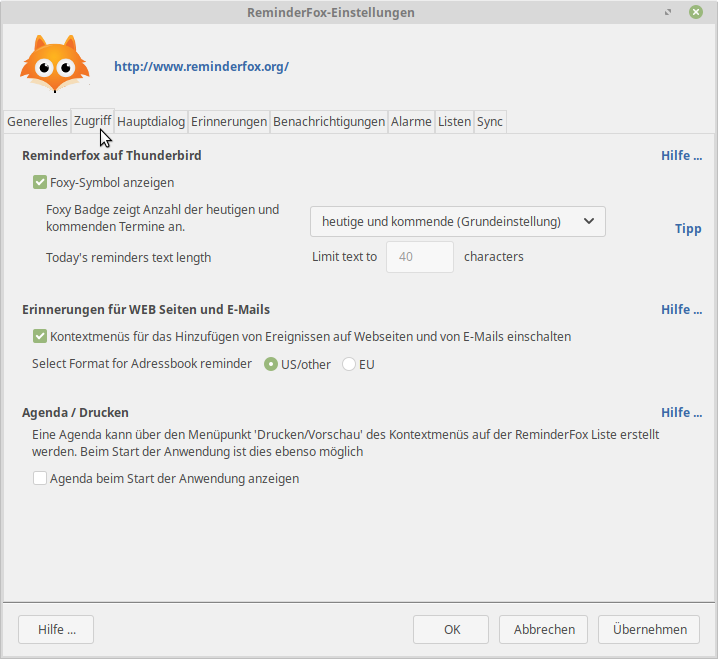 ReminderFox-Einstellungen
http://www.reminderfox.org/
Generelles Zugriff Hauptdialog Erinnerungen Benachrichtigungen Alarme Listen Sync
Reminderfox auf Thunderbird Hilfe ...
Foxy-Symbol anzeigen
Foxy Badge zeigt Anzahl der heutigen und
kommenden Termine an.
heutige und kommende (Grundeinstellung)
Tipp
Today's reminders text length Limit text to 40 characters
Erinnerungen für WEB Seiten und E-Mails Hilfe ...
Kontextmenüs für das Hinzufügen von Ereignissen auf Webseiten und von E-Mails einschalten
Select Format for Adressbook reminder US/other EU
Agenda / Drucken Hilfe ...
Eine Agenda kann über den Menüpunkt 'Drucken/Vorschau' des Kontextmenüs auf der ReminderFox Liste erstellt
werden. Beim Start der Anwendung ist dies ebenso möglich
Agenda beim Start der Anwendung anzeigen
Hilfe ... OK Abbrechen Übernehmen